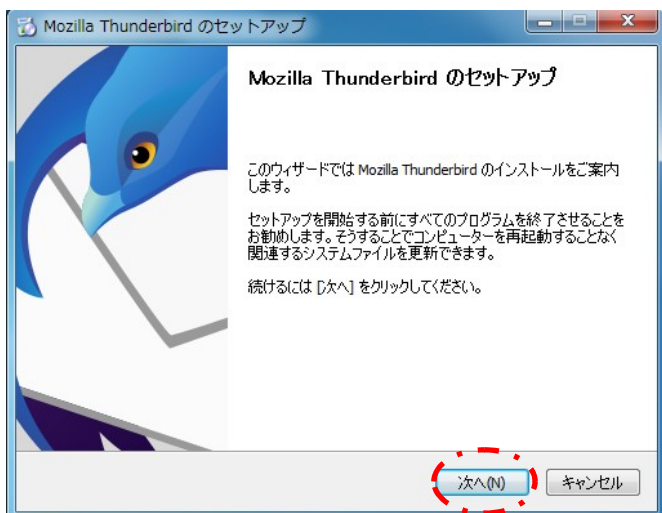 Mozilla Thunderbird のセットアップ
Mozilla Thunderbird のセットアップ
このウィザードでは Mozilla Thunderbird のインストールをご案内
します。
セットアップを開始する前にすべてのプログラムを終了させることを
お勧めします。そうすることでコンピューターを再起動することなく
関連するシステムファイルを更新できます。
続けるには [次へ] をクリックしてください。
次へ(N)
キャンセル